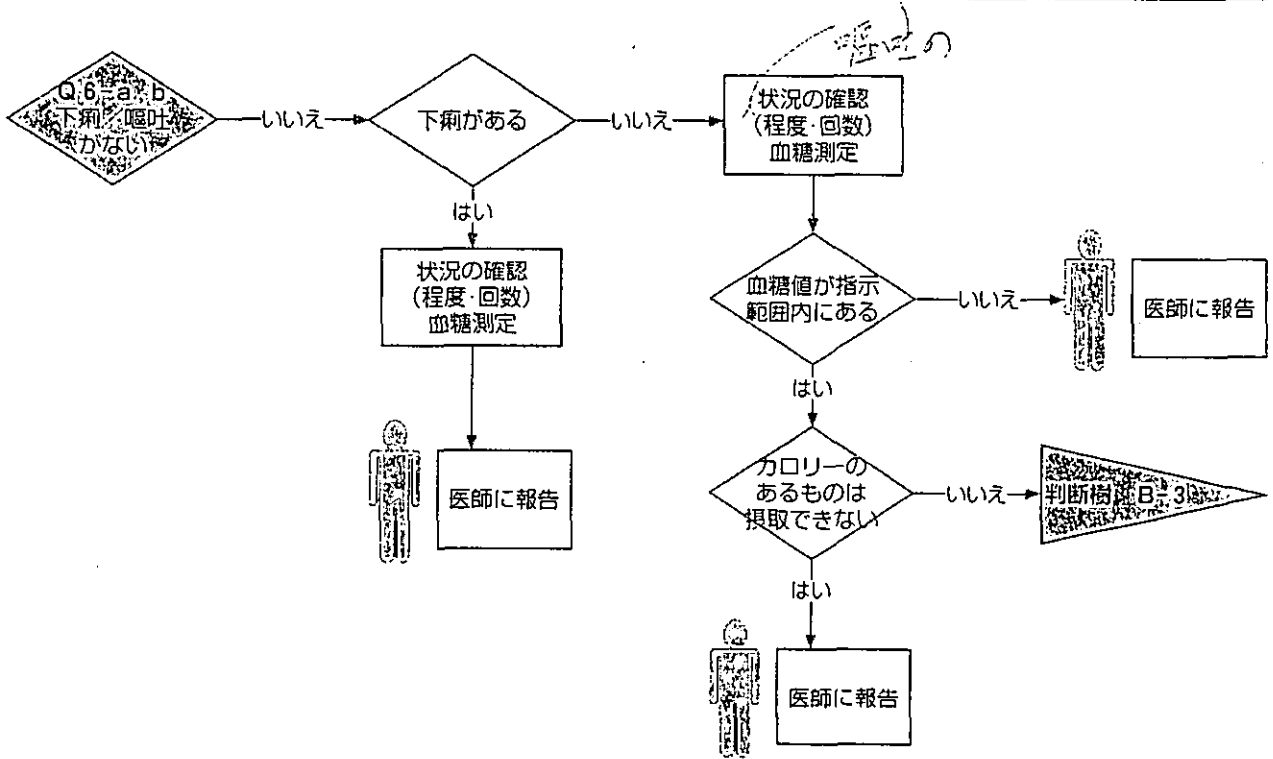 嘔吐の
Q 6-a b
下痢／嘔吐
がない
いいえ
下痢がある
いいえ
状況の確認
(程度・回数)
血糖測定
はい
状況の確認
(程度・回数)
血糖測定
血糖値が指示
範囲内にある
いいえ
医師に報告
はい
医師に報告
カロリーの
あるものは
摂取できない
いいえ
判断樹 B-3
はい
医師に報告